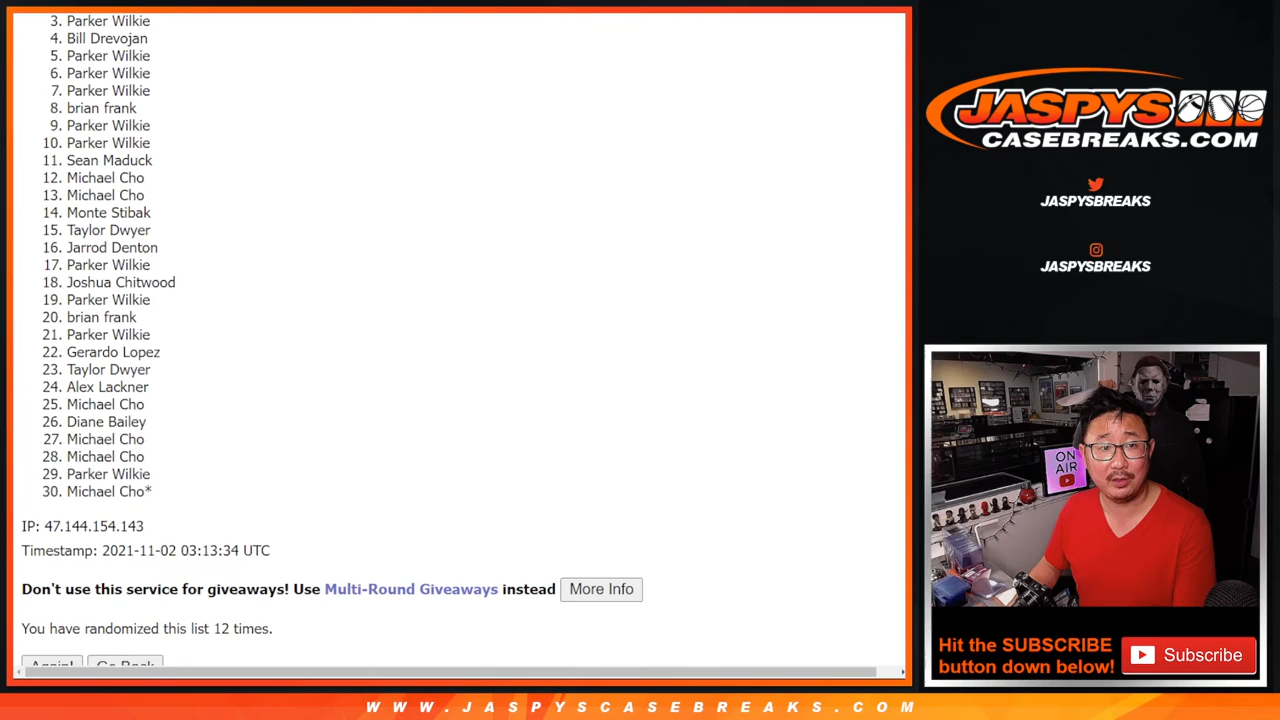 3. Parker Wilkie
4. Bill Drevojan
5. Parker Wilkie
6. Parker Wilkie
7. Parker Wilkie
8. brian frank
9. Parker Wilkie
10. Parker Wilkie
11. Sean Maduck
12. Michael Cho
13. Michael Cho
14. Monte Stibak
15. Taylor Dwyer
16. Jarrod Denton
17. Parker Wilkie
18. Joshua Chitwood
19. Parker Wilkie
20. brian frank
21. Parker Wilkie
22. Gerardo Lopez
23. Taylor Dwyer
24. Alex Lackner
25. Michael Cho
26. Diane Bailey
27. Michael Cho
28. Michael Cho
29. Parker Wilkie
30. Michael Cho*
IP: 47.144.154.143
Timestamp: 2021-11-02 03:13:34 UTC
Don't use this service for giveaways! Use Multi-Round Giveaways instead More Info
You have randomized this list 12 times.
Again! Go Back
JASPYS
CASEBREAKS.COM
JASPYSBREAKS
JASPYSBREAKS
ON
AIR
Hit the SUBSCRIBE
button down below!
Subscribe
WWW.JASPYSCASEBREAKS.COM